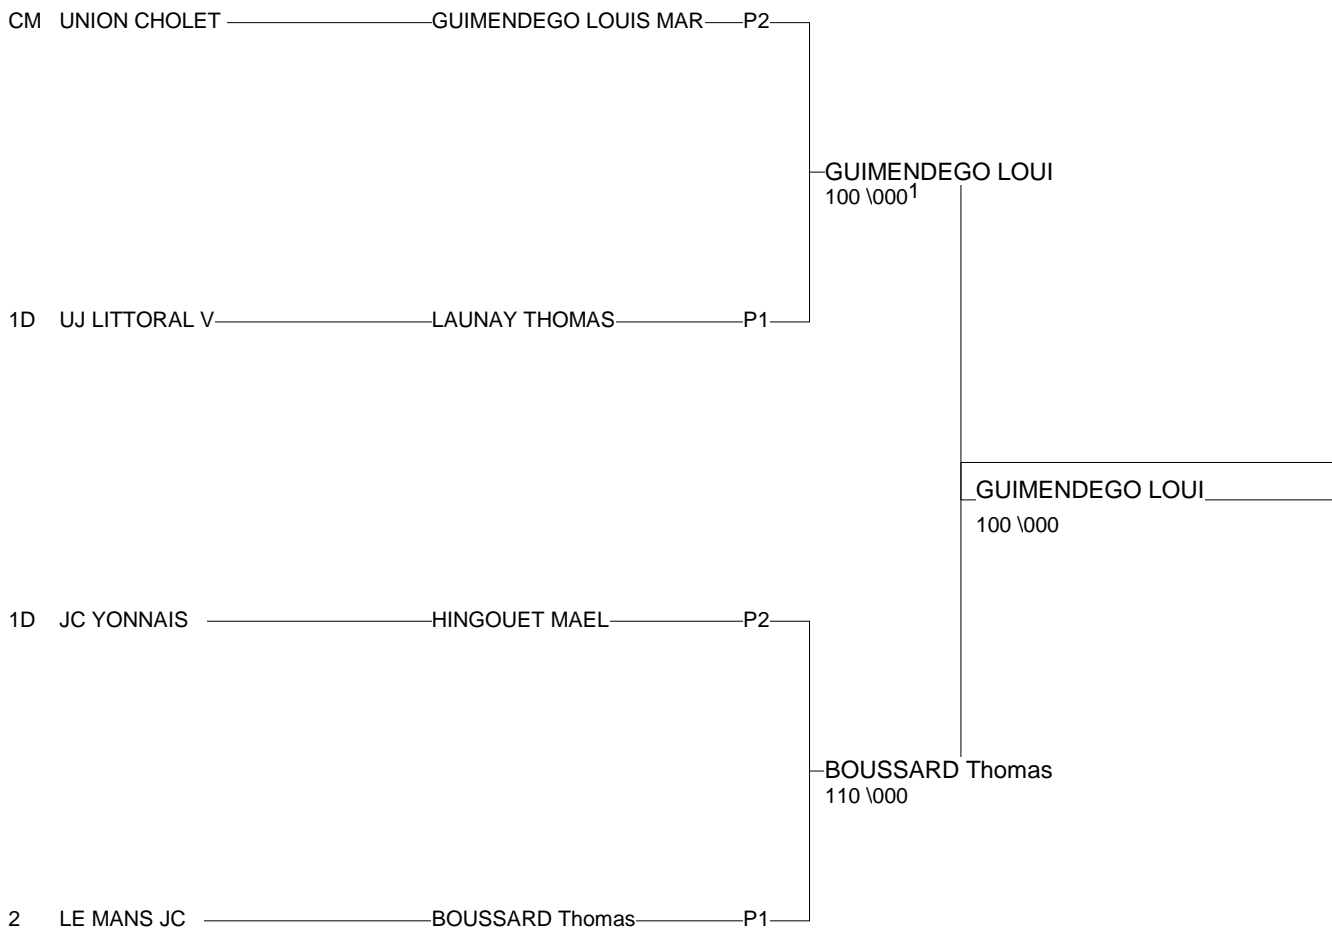 CM UNION CHOLET GUIMENDEGO LOUIS MAR P2
GUIMENDEGO LOUI
100 \000 1
1D UJ LITTORAL V LAUNAY THOMAS P1
GUIMENDEGO LOUI
100 \000
1D JC YONNAIS HINGOUET MAEL P2
BOUSSARD Thomas
110 \000
2 LE MANS JC BOUSSARD Thomas P1